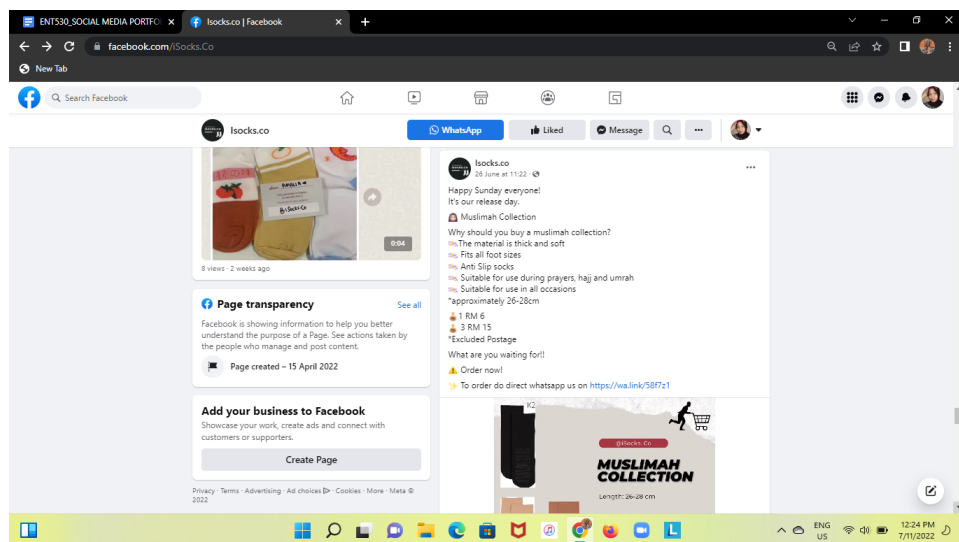 ENT530_SOCIAL MEDIA PORTFO
Isocks.co | Facebook
facebook.com/iSocks.Co
New Tab
Search Facebook
Isocks.co
WhatsApp
Liked
Message
@iSocks.Co
0:04
8 views · 2 weeks ago
Page transparency
See all
Facebook is showing information to help you better
understand the purpose of a Page. See actions taken by
the people who manage and post content.
Page created – 15 April 2022
Add your business to Facebook
Showcase your work, create ads and connect with
customers or supporters.
Create Page
Privacy · Terms · Advertising · Ad choices · Cookies · More · Meta ©
2022
Isocks.co
26 June at 11:22 ·
Happy Sunday everyone!
It's our release day.
Muslimah Collection
Why should you buy a muslimah collection?
The material is thick and soft
Fits all foot sizes
Anti Slip socks
Suitable for use during prayers, hajj and umrah
Suitable for use in all occasions
*approximately 26-28cm
1 RM 6
3 RM 15
*Excluded Postage
What are you waiting for!!
Order now!
To order do direct whatsapp us on https://wa.link/58f7z1
K2
@iSocks.Co
MUSLIMAH
COLLECTION
Length: 26-28 cm
ENG
US
12:24 PM
7/11/2022